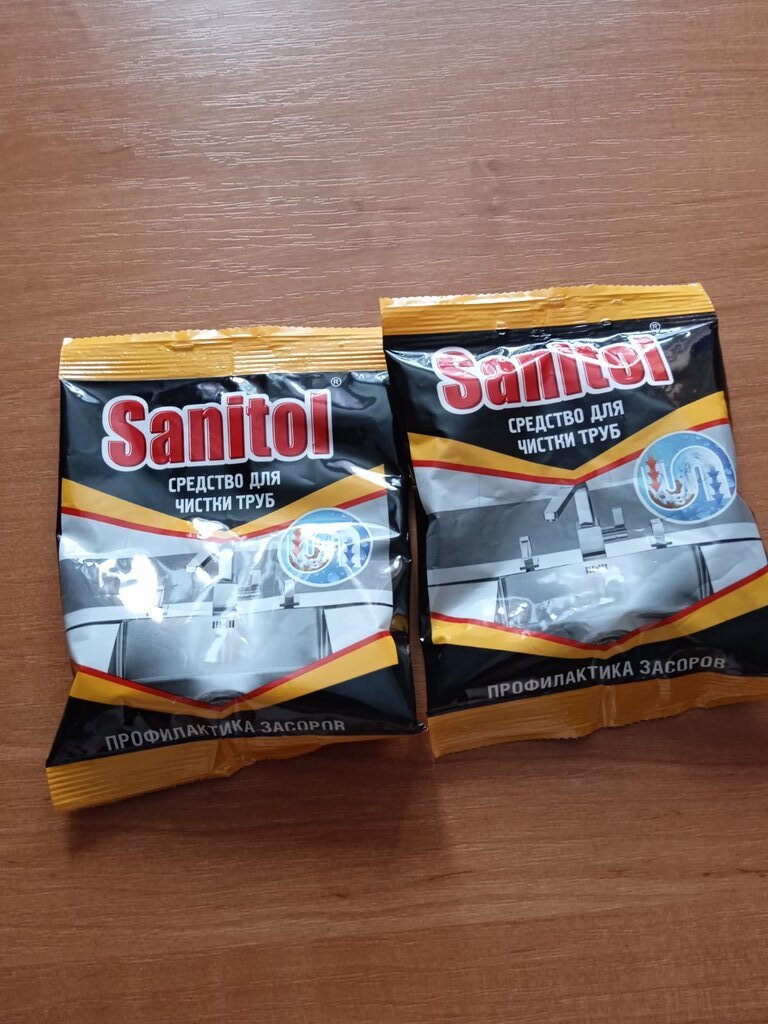 Sanitol®
СРЕДСТВО ДЛЯ
ЧИСТКИ ТРУБ
ПРОФИЛАКТИКА ЗАСОРОВ
Sanitol®
СРЕДСТВО ДЛЯ
ЧИСТКИ ТРУБ
ПРОФИЛАКТИКА ЗАСОРОВ